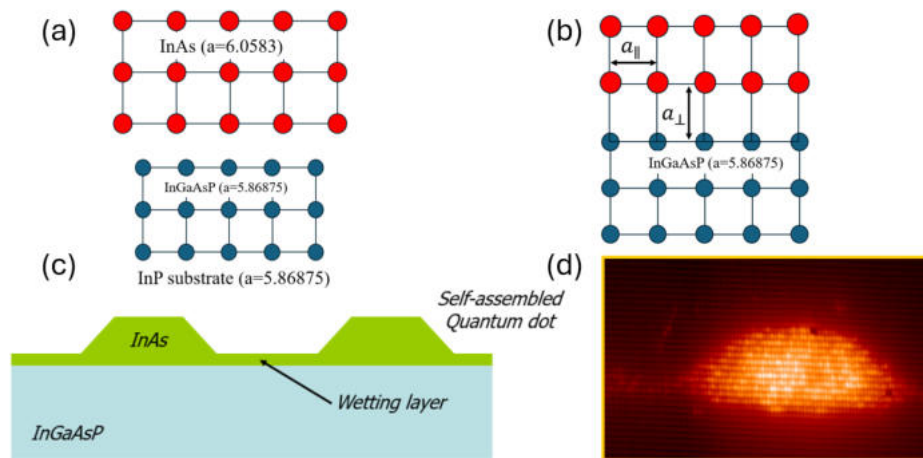 (a)
InAs (a=6.0583)
InGaAsP (a=5.86875)
InP substrate (a=5.86875)
(b)
a∥
a⊥
InGaAsP (a=5.86875)
(c)
Self-assembled
Quantum dot
InAs
Wetting layer
InGaAsP
(d)